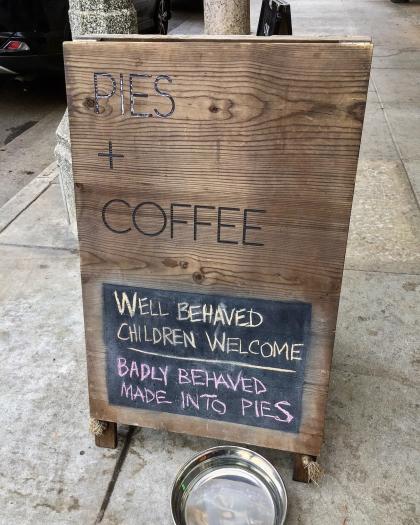 PIES
+
COFFEE
WELL BEHAVED
CHILDREN WELCOME
BADLY BEHAVED
MADE INTO PIES